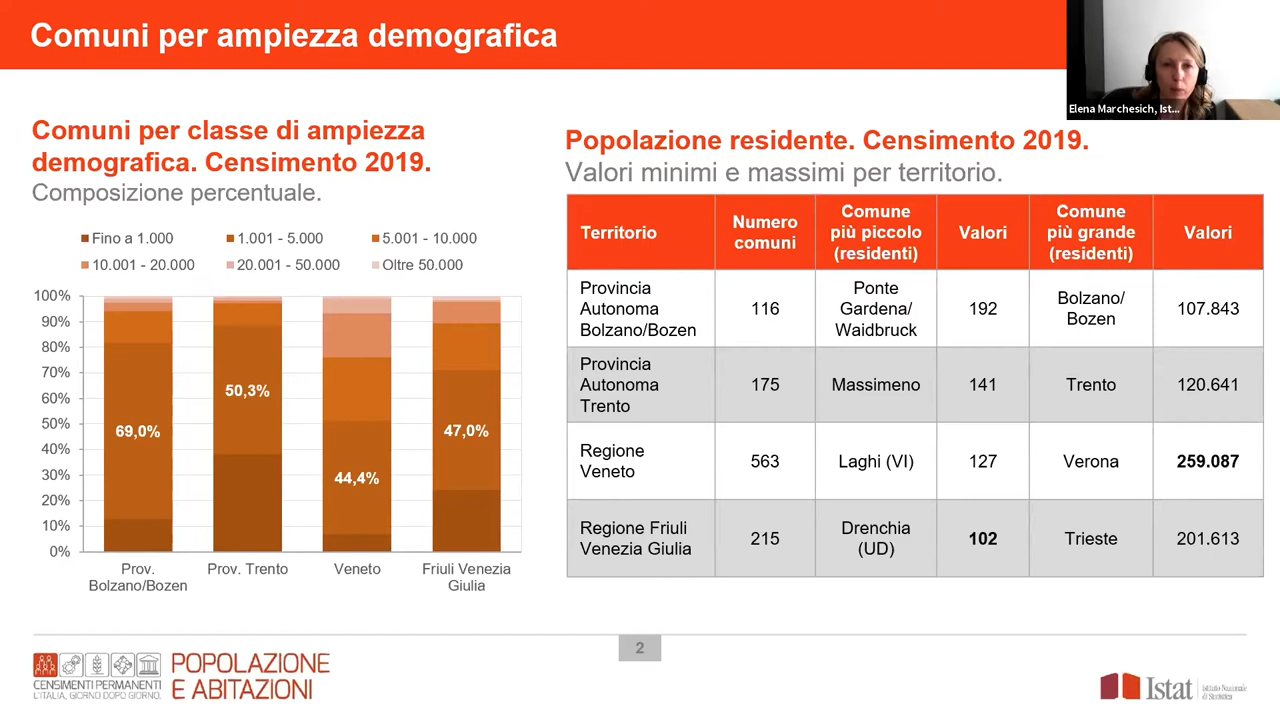 Comuni per ampiezza demografica
Elena Marchesich, Ist...
Comuni per classe di ampiezza
demografica. Censimento 2019.
Composizione percentuale.
Fino a 1.000
1.001 - 5.000
5.001 - 10.000
10.001 - 20.000
20.001 - 50.000
Oltre 50.000
100%
90%
80%
70%
60%
50%
40%
30%
20%
10%
0%
69,0%
50,3%
44,4%
47,0%
Prov.
Bolzano/Bozen
Prov. Trento
Veneto
Friuli Venezia
Giulia
Popolazione residente. Censimento 2019.
Valori minimi e massimi per territorio.
Territorio
Numero
comuni
Comune
più piccolo
(residenti)
Valori
Comune
più grande
(residenti)
Valori
Provincia
Autonoma
Bolzano/Bozen
116
Ponte
Gardena/
Waidbruck
192
Bolzano/
Bozen
107.843
Provincia
Autonoma
Trento
175
Massimeno
141
Trento
120.641
Regione
Veneto
563
Laghi (VI)
127
Verona
259.087
Regione Friuli
Venezia Giulia
215
Drenchia
(UD)
102
Trieste
201.613
2
CENSIMENTI PERMANENTI
L'ITALIA, GIORNO DOPO GIORNO.
POPOLAZIONE
E ABITAZIONI
Istat
Istituto Nazionale
di Statistica